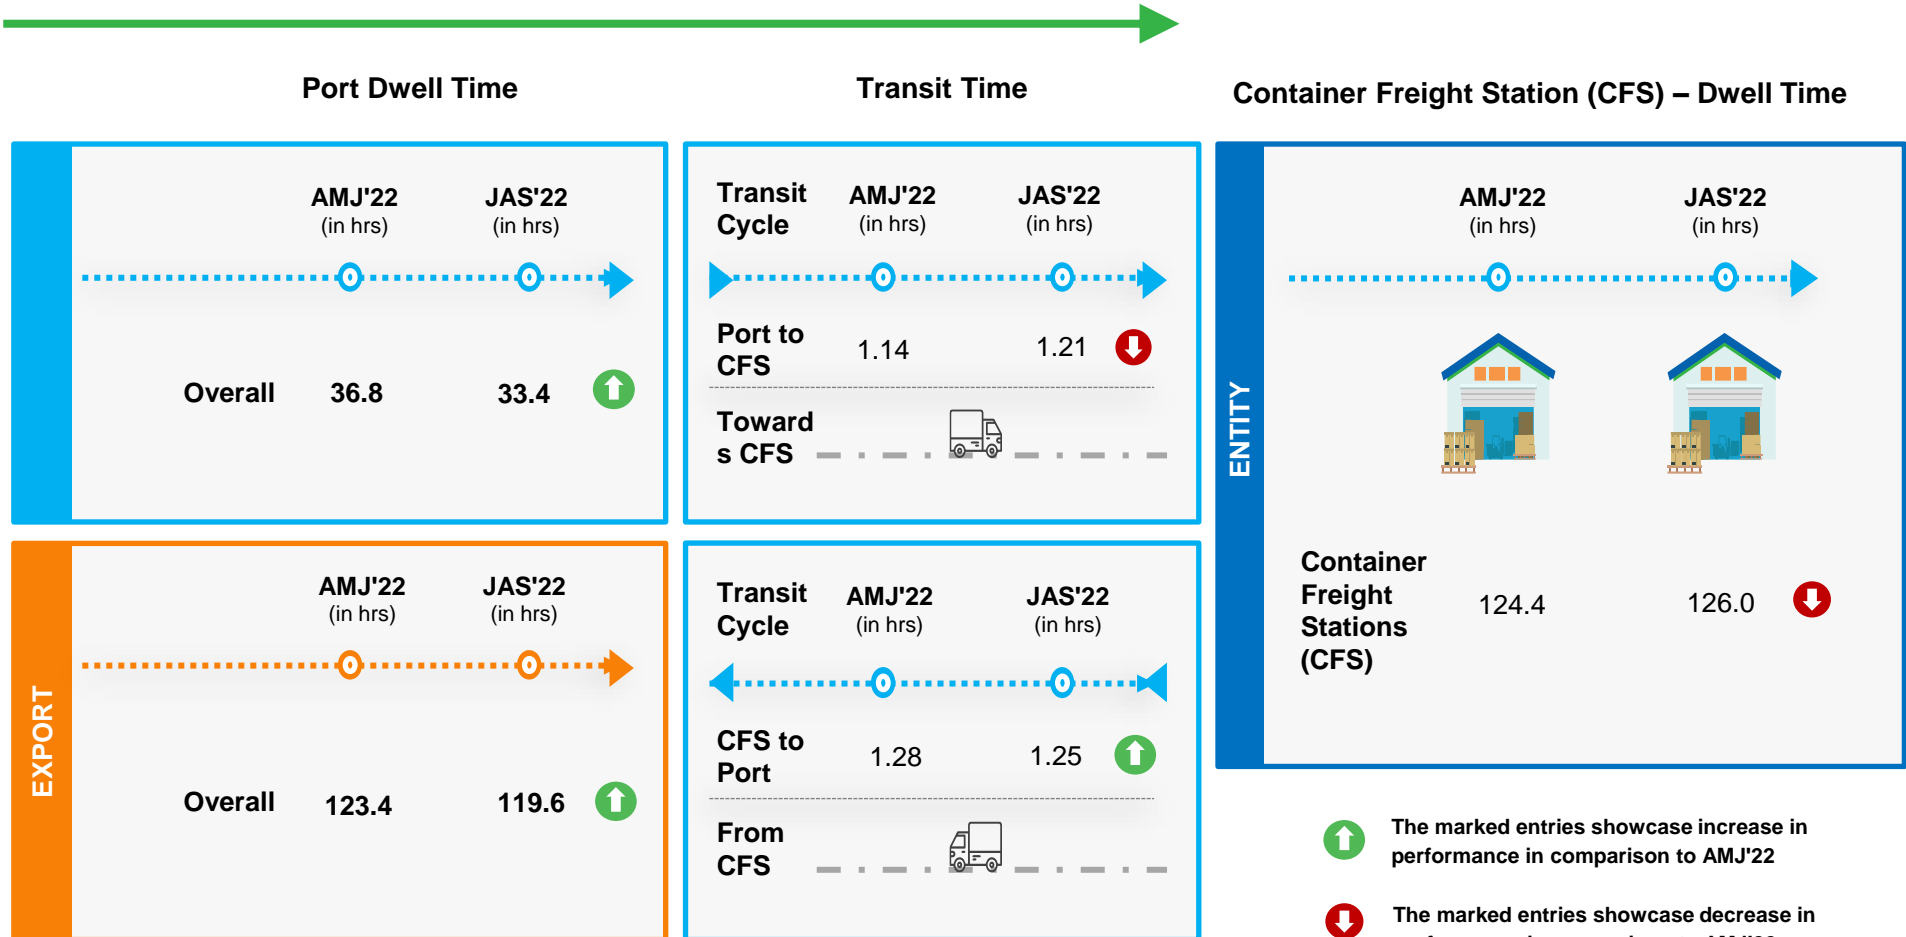 Port Dwell Time
Transit Time
Container Freight Station (CFS) – Dwell Time
AMJ'22
(in hrs)
JAS'22
(in hrs)
Overall
36.8
33.4
Transit
Cycle
AMJ'22
(in hrs)
JAS'22
(in hrs)
Port to
CFS
1.14
1.21
Toward
s CFS
ENTITY
AMJ'22
(in hrs)
JAS'22
(in hrs)
Container
Freight
Stations
(CFS)
124.4
126.0
EXPORT
AMJ'22
(in hrs)
JAS'22
(in hrs)
Overall
123.4
119.6
Transit
Cycle
AMJ'22
(in hrs)
JAS'22
(in hrs)
CFS to
Port
1.28
1.25
From
CFS
The marked entries showcase increase in
performance in comparison to AMJ'22
The marked entries showcase decrease in